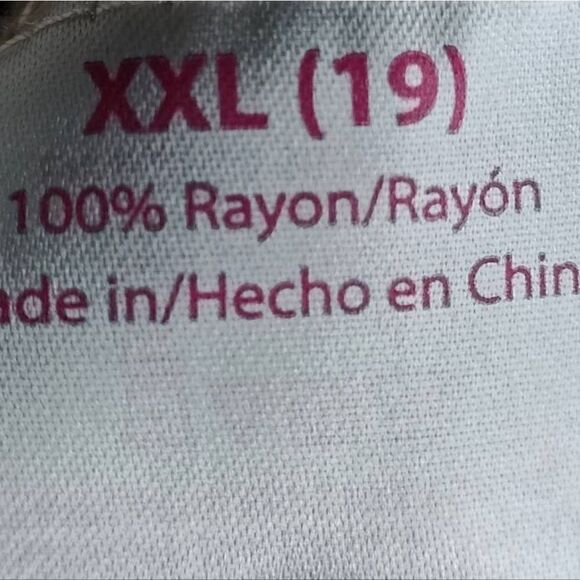 XXL (19)
100% Rayon/Rayón
ade in/Hecho en Chin